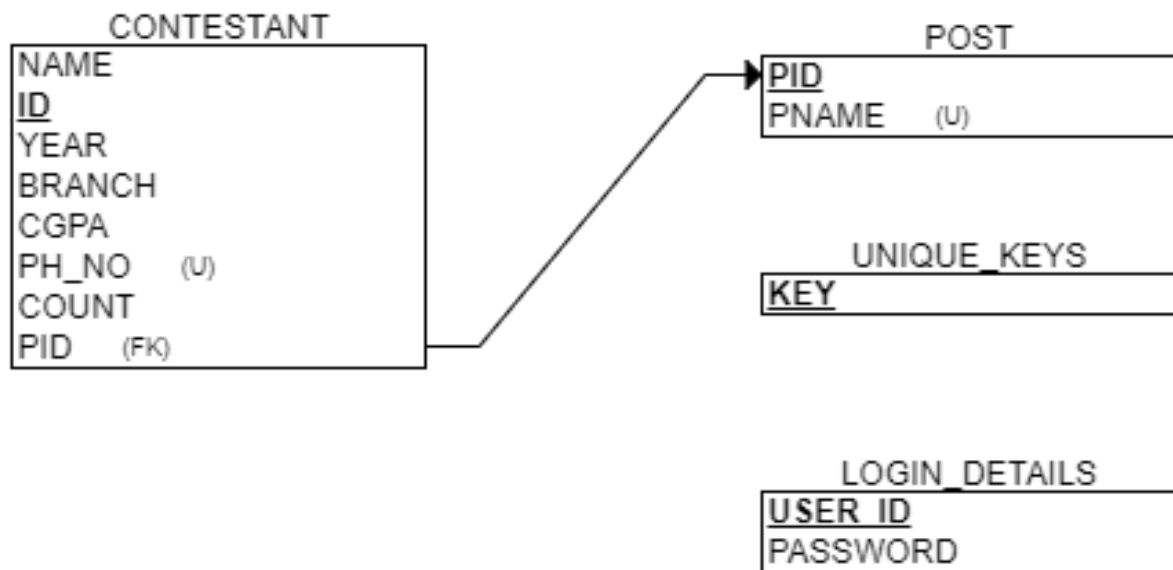 CONTESTANT
NAME
ID
YEAR
BRANCH
CGPA
PH_NO (U)
COUNT
PID (FK)
POST
PID
PNAME (U)
UNIQUE_KEYS
KEY
LOGIN_DETAILS
USER_ID
PASSWORD